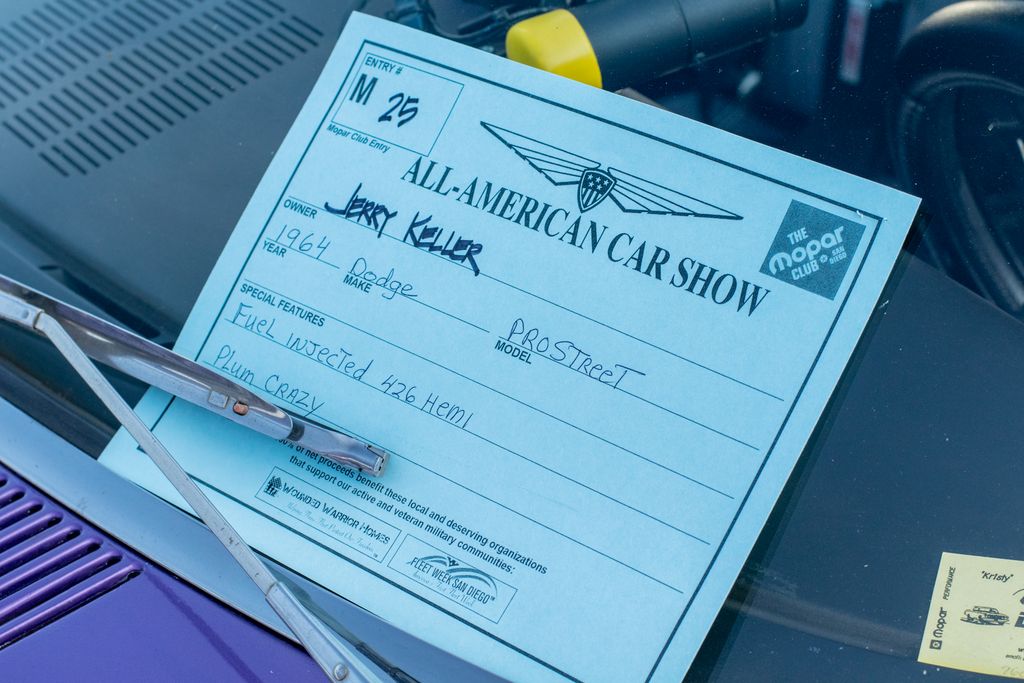 ENTRY #
M 25
Mopar Club Entry
ALL-AMERICAN CAR SHOW
THE
mopar
CLUB
SAN DIEGO
OWNER JERRY KELLER
1964 Dodge PROSTREET
YEAR MAKE MODEL
SPECIAL FEATURES
FUEL INJECTED 426 HEMI
PLUM CRAZY
of net proceeds benefit these local and deserving organizations
that support our active and veteran military communities:
WOUNDED WARRIOR HOMES
FLEET WEEK SAN DIEGO
"Kristy"
Mopar PERFORMANCE